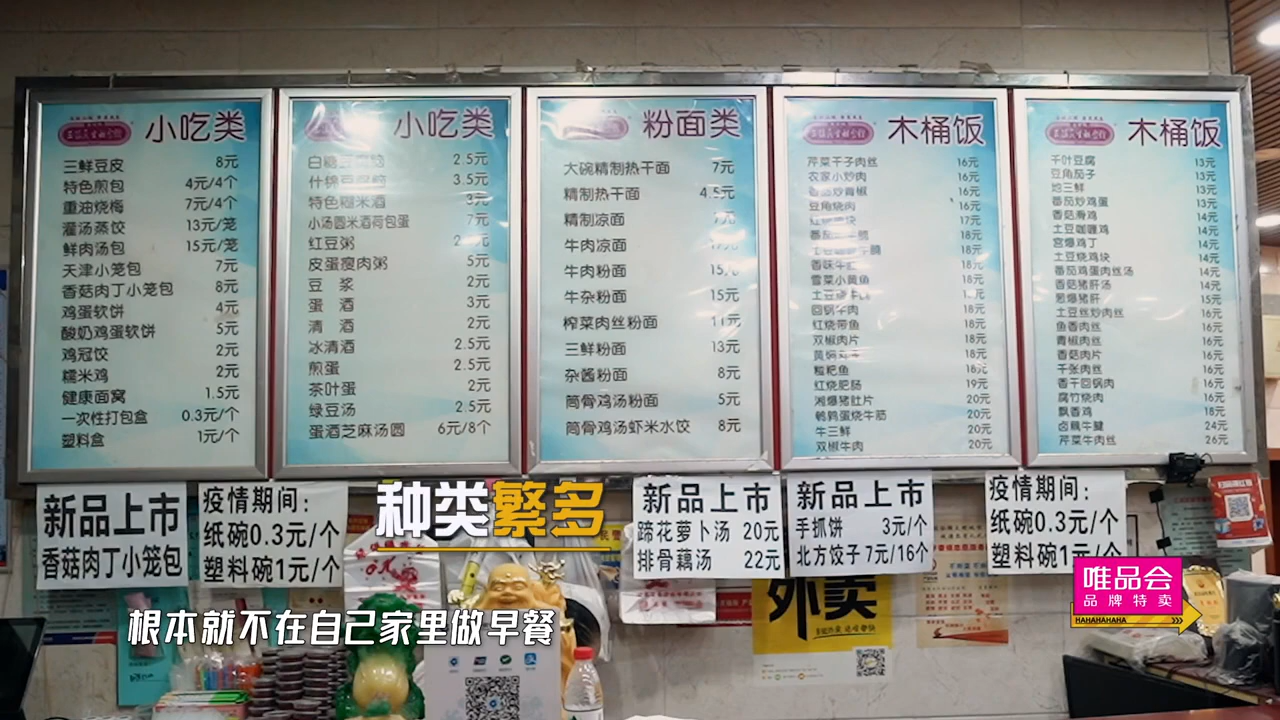 小吃类
三鲜豆皮 8元
特色煎包 4元/4个
重油烧梅 7元/4个
灌汤蒸饺 13元/笼
鲜肉汤包 15元/笼
天津小笼包 7元
香菇肉丁小笼包 8元
鸡蛋软饼 4元
酸奶鸡蛋软饼 5元
鸡冠饺 2元
糯米鸡 2元
健康面窝 1.5元
一次性打包盒 0.3元/个
塑料盒 1元/个
小吃类
2.5元
3.5元
特色糊米酒 3元
小汤圆米酒荷包蛋 7元
红豆粥
皮蛋瘦肉粥 5元
豆 浆 2元
蛋 酒 3元
清 酒 2元
冰清酒 2.5元
煎蛋 2.5元
茶叶蛋 2元
绿豆汤 2.5元
蛋酒芝麻汤圆 6元/8个
粉面类
大碗精制热干面 7元
精制热干面 4.5元
精制凉面
牛肉凉面
牛肉粉面 15元
牛杂粉面 15元
榨菜肉丝粉面 11元
三鲜粉面 13元
杂酱粉面 8元
筒骨鸡汤粉面 5元
筒骨鸡汤虾米水饺 8元
木桶饭
芹菜干子肉丝 16元
农家小炒肉 16元
番茄炒青椒 16元
豆角烧肉 16元
17元
18元
18元
18元
雪菜小黄鱼 18元
回锅牛肉 18元
红烧带鱼 18元
双椒肉片 18元
18元
糍粑鱼 18元
红烧肥肠 19元
湘爆猪肚片 20元
鹌鹑蛋烧牛筋 20元
牛三鲜 20元
双椒牛肉 20元
木桶饭
千叶豆腐 13元
豆角茄子 13元
地三鲜 13元
番茄炒鸡蛋 13元
香菇滑鸡 14元
土豆咖喱鸡 14元
宫爆鸡丁 14元
土豆烧鸡块 14元
番茄鸡蛋肉丝汤 14元
香菇猪肝汤 14元
葱爆猪肝 15元
土豆丝炒肉丝 16元
鱼香肉丝 16元
青椒肉丝 16元
香菇肉片 16元
千张肉丝 16元
香干回锅肉 16元
腐竹烧肉 16元
飘香鸡 18元
卤藕牛腱 24元
芹菜牛肉丝 26元
新品上市
香菇肉丁小笼包
疫情期间：
纸碗0.3元/个
塑料碗1元/个
种类繁多
新品上市
蹄花萝卜汤 20元
排骨藕汤 22元
新品上市
手抓饼 3元/个
北方饺子 7元/16个
疫情期间：
纸碗0.3元/个
塑料碗1元/个
外卖
唯品会
品牌特卖
HAHAHAHAHA
根本就不在自己家里做早餐